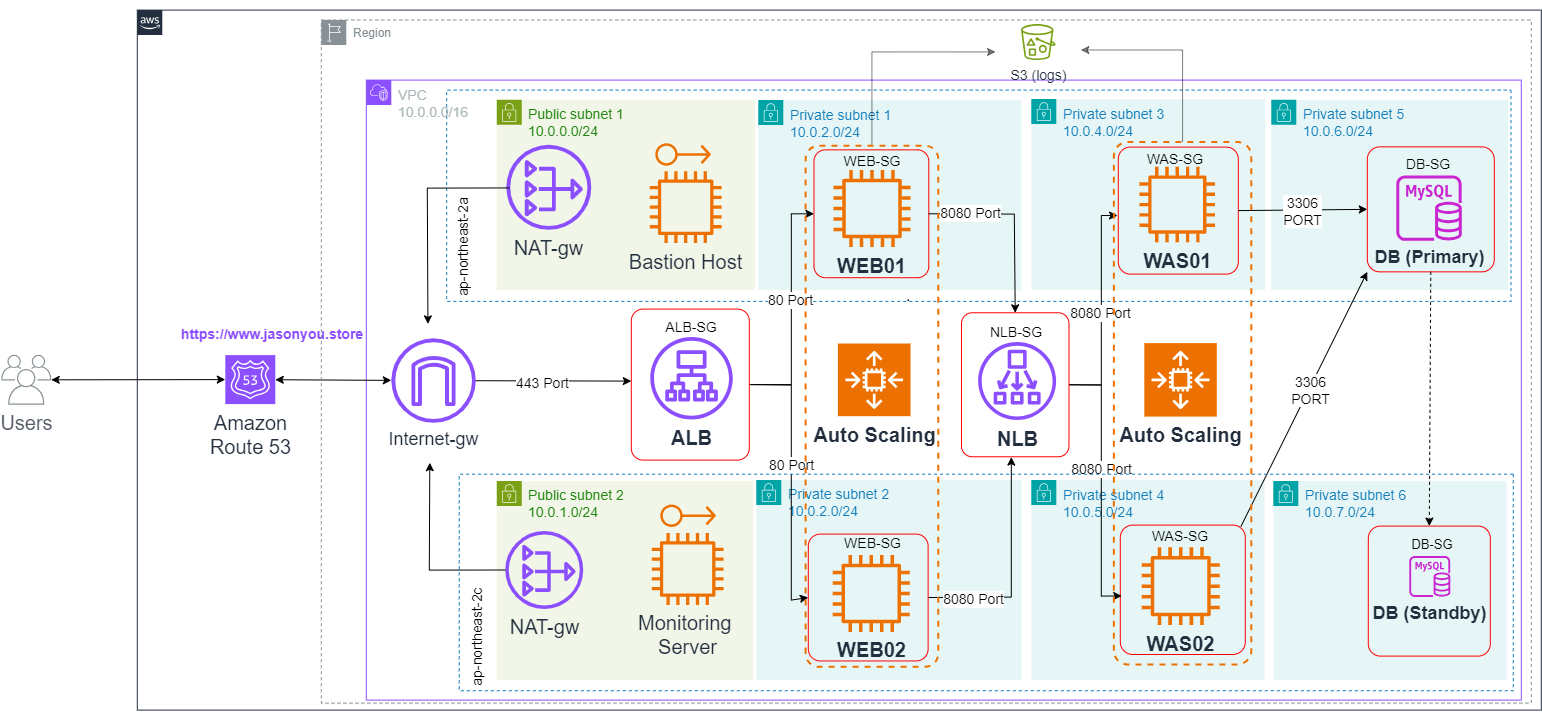 aws
Region
S3 (logs)
VPC
10.0.0.0/16
Public subnet 1
10.0.0.0/24
Private subnet 1
10.0.2.0/24
Private subnet 3
10.0.4.0/24
Private subnet 5
10.0.6.0/24
ap-northeast-2a
NAT-gw
Bastion Host
WEB-SG
WEB01
8080 Port
WAS-SG
WAS01
3306
PORT
DB-SG
MySQL
DB (Primary)
80 Port
8080 Port
https://www.jasonyou.store
Users
53
Amazon
Route 53
Internet-gw
443 Port
ALB-SG
ALB
Auto Scaling
NLB-SG
NLB
Auto Scaling
3306
PORT
80 Port
8080 Port
Public subnet 2
10.0.1.0/24
Private subnet 2
10.0.2.0/24
Private subnet 4
10.0.5.0/24
Private subnet 6
10.0.7.0/24
ap-northeast-2c
NAT-gw
Monitoring
Server
WEB-SG
WEB02
8080 Port
WAS-SG
WAS02
DB-SG
MySQL
DB (Standby)